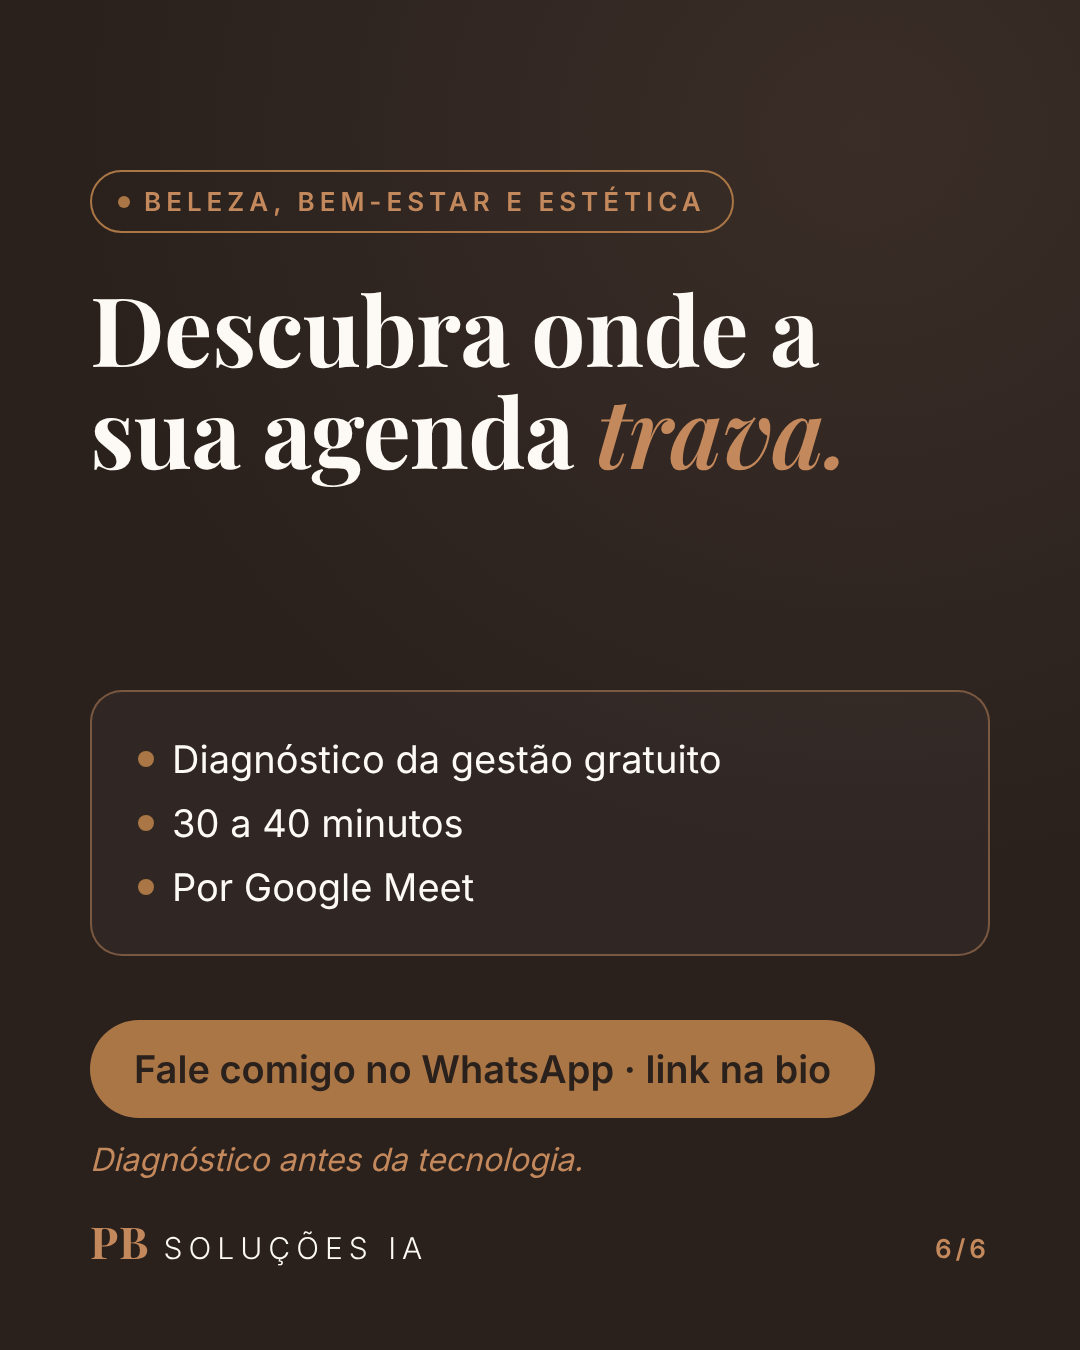 BELEZA, BEM-ESTAR E ESTÉTICA
Descubra onde a
sua agenda trava.
Diagnóstico da gestão gratuito
30 a 40 minutos
Por Google Meet
Fale comigo no WhatsApp · link na bio
Diagnóstico antes da tecnologia.
PB SOLUÇÕES IA
6/6